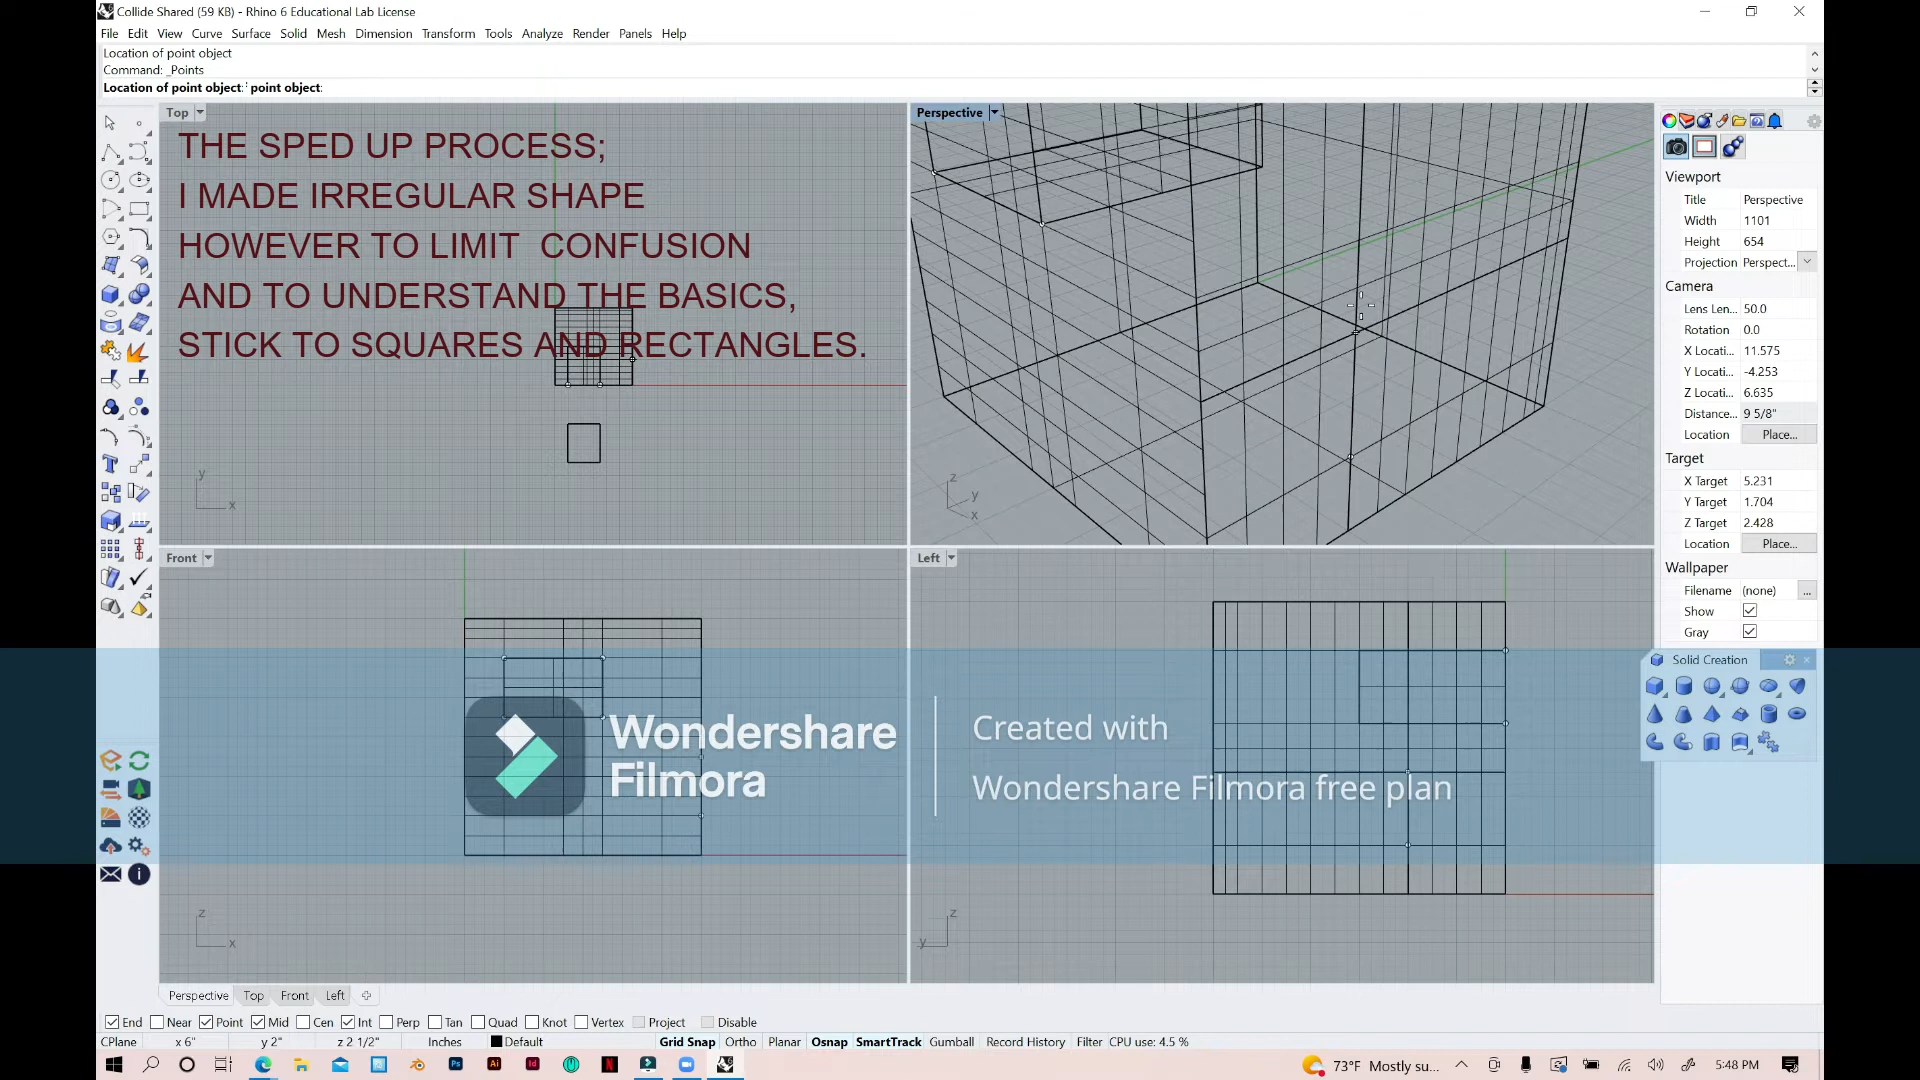 Collide Shared (59 KB) - Rhino 6 Educational Lab License
File Edit View Curve Surface Solid Mesh Dimension Transform Tools Analyze Render Panels Help
Location of point object
Command: _Points
Location of point object: ' point object:
Top
Perspective
THE SPED UP PROCESS;
I MADE IRREGULAR SHAPE
HOWEVER TO LIMIT CONFUSION
AND TO UNDERSTAND THE BASICS,
STICK TO SQUARES AND RECTANGLES.
y
x
z
y
x
Viewport
Title Perspective
Width 1101
Height 654
Projection Perspect...
Camera
Lens Len... 50.0
Rotation 0.0
X Locati... 11.575
Y Locati... -4.253
Z Locati... 6.635
Distance... 9 5/8"
Location Place...
Target
X Target 5.231
Y Target 1.704
Z Target 2.428
Location Place...
Wallpaper
Filename (none) ...
Show
Gray
Solid Creation
Front
Left
Wondershare
Filmora
Created with
Wondershare Filmora free plan
z
x
z
y
Perspective Top Front Left
End Near Point Mid Cen Int Perp Tan Quad Knot Vertex Project Disable
CPlane x 6" y 2" z 2 1/2" Inches Default Grid Snap Ortho Planar Osnap SmartTrack Gumball Record History Filter CPU use: 4.5 %
73°F Mostly su... 5:48 PM